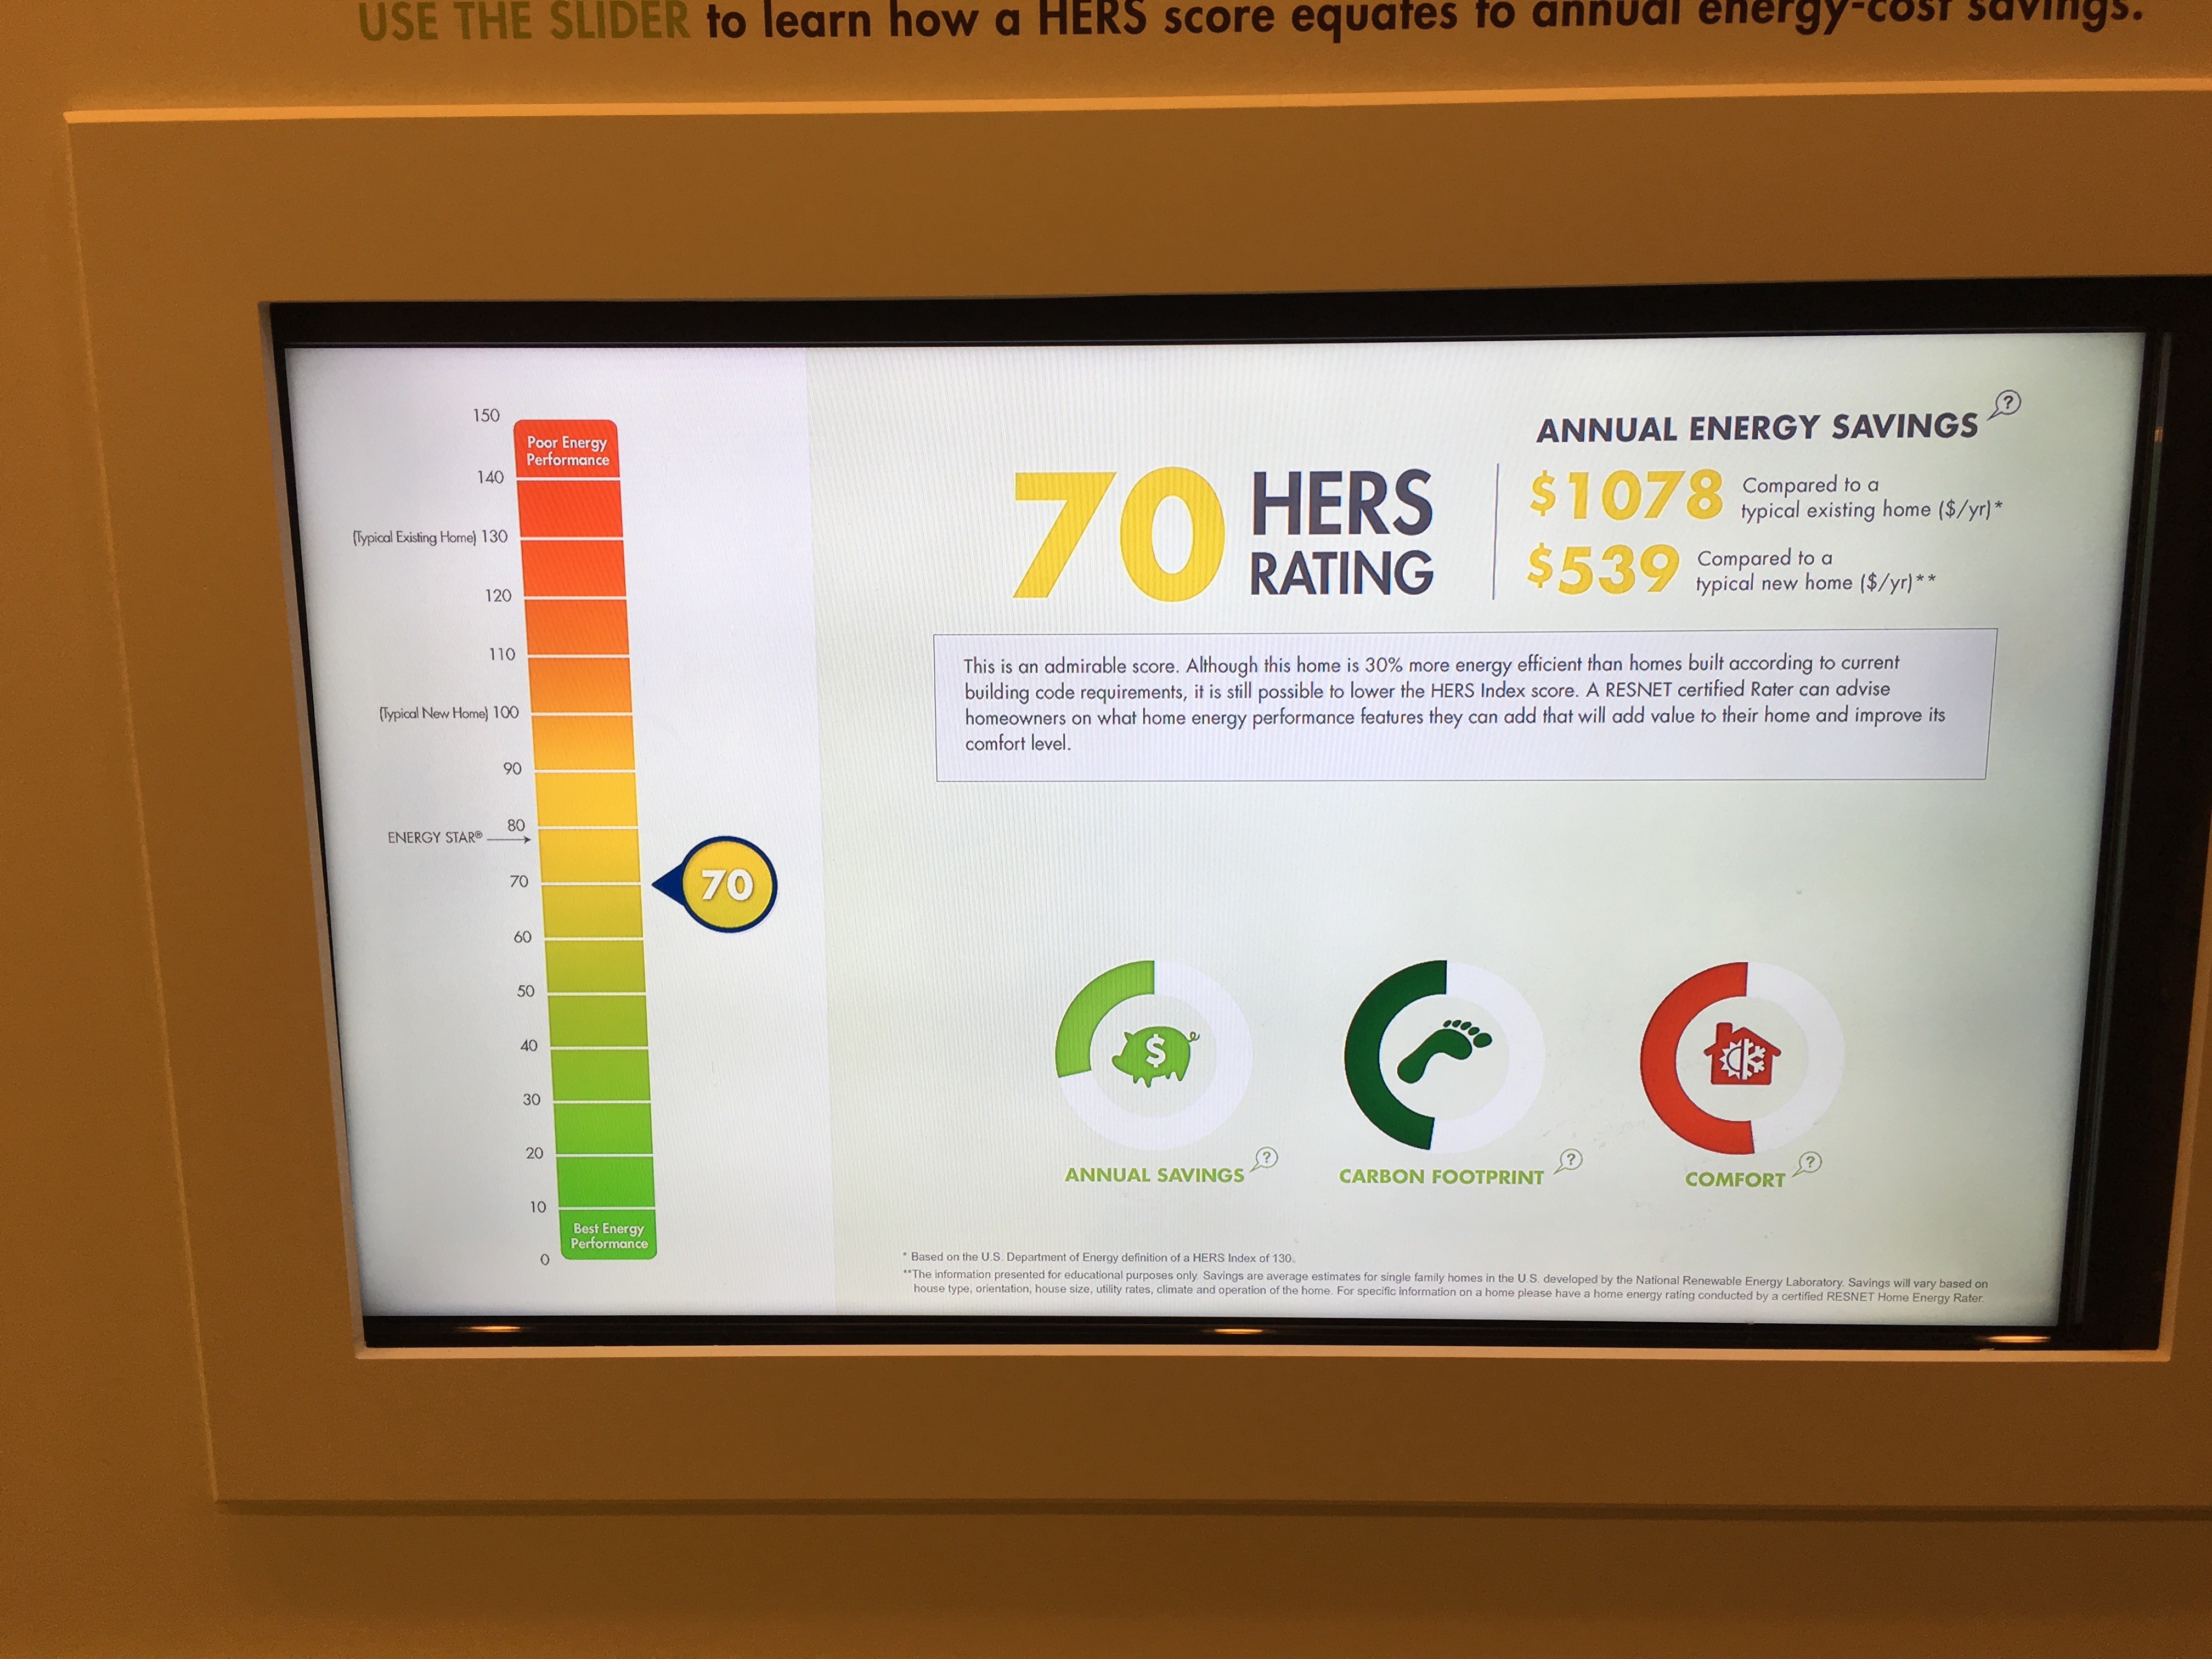 USE THE SLIDER to learn how a HERS score equates to annual energy-cost savings.
150
Poor Energy
Performance
140
(Typical Existing Home) 130
120
110
(Typical New Home) 100
90
80
ENERGY STAR®
70
60
50
40
30
20
10
Best Energy
Performance
0
70
70 HERS
RATING
ANNUAL ENERGY SAVINGS ?
$1078 Compared to a
typical existing home ($/yr)*
$539 Compared to a
typical new home ($/yr)**
This is an admirable score. Although this home is 30% more energy efficient than homes built according to current
building code requirements, it is still possible to lower the HERS Index score. A RESNET certified Rater can advise
homeowners on what home energy performance features they can add that will add value to their home and improve its
comfort level.
$
ANNUAL SAVINGS ?
CARBON FOOTPRINT ?
COMFORT ?
* Based on the U.S. Department of Energy definition of a HERS Index of 130.
**The information presented for educational purposes only. Savings are average estimates for single family homes in the U.S. developed by the National Renewable Energy Laboratory. Savings will vary based on
house type, orientation, house size, utility rates, climate and operation of the home. For specific information on a home please have a home energy rating conducted by a certified RESNET Home Energy Rater.